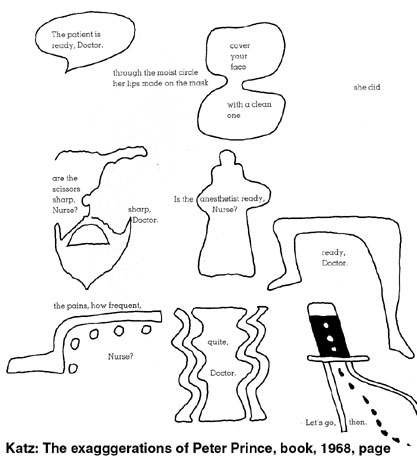 The patient is
ready, Doctor.
cover
your
face
through the moist circle
her lips made on the mask
she did
with a clean
one
are the
scissors
sharp,
Nurse?
sharp,
Doctor.
Is the anesthetist ready,
Nurse?
ready,
Doctor.
the pains, how frequent,
Nurse?
quite,
Doctor.
Let's go, then.
Katz: The exagggerations of Peter Prince, book, 1968, page